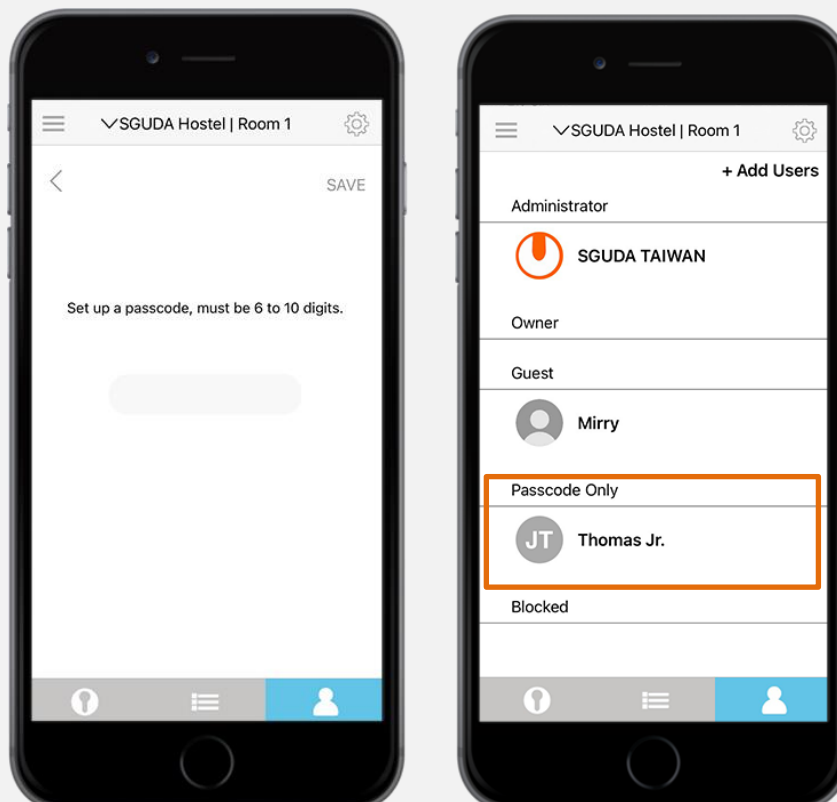 SGUDA Hostel | Room 1
SAVE
Set up a passcode, must be 6 to 10 digits.
SGUDA Hostel | Room 1
+ Add Users
Administrator
SGUDA TAIWAN
Owner
Guest
Mirry
Passcode Only
JT
Thomas Jr.
Blocked